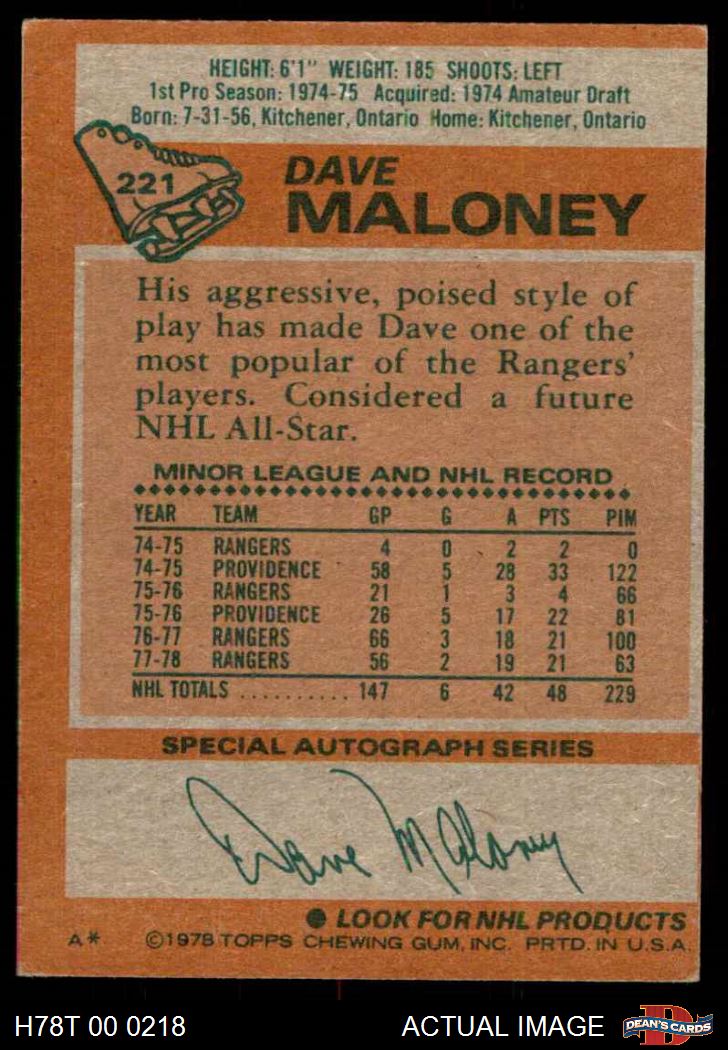 HEIGHT: 6'1" WEIGHT: 185 SHOOTS: LEFT
1st Pro Season: 1974-75 Acquired: 1974 Amateur Draft
Born: 7-31-56, Kitchener, Ontario Home: Kitchener, Ontario
221
DAVE
MALONEY
His aggressive, poised style of
play has made Dave one of the
most popular of the Rangers'
players. Considered a future
NHL All-Star.
MINOR LEAGUE AND NHL RECORD
YEAR TEAM GP G A PTS PIM
74-75 RANGERS 4 0 2 2 0
74-75 PROVIDENCE 58 5 28 33 122
75-76 RANGERS 21 1 3 4 66
75-76 PROVIDENCE 26 5 17 22 81
76-77 RANGERS 66 3 18 21 100
77-78 RANGERS 56 2 19 21 63
NHL TOTALS .......... 147 6 42 48 229
SPECIAL AUTOGRAPH SERIES
Dave Maloney
● LOOK FOR NHL PRODUCTS
A* ©1978 TOPPS CHEWING GUM, INC. PRTD. IN U.S.A.
H78T 00 0218 ACTUAL IMAGE D DEAN'S CARDS